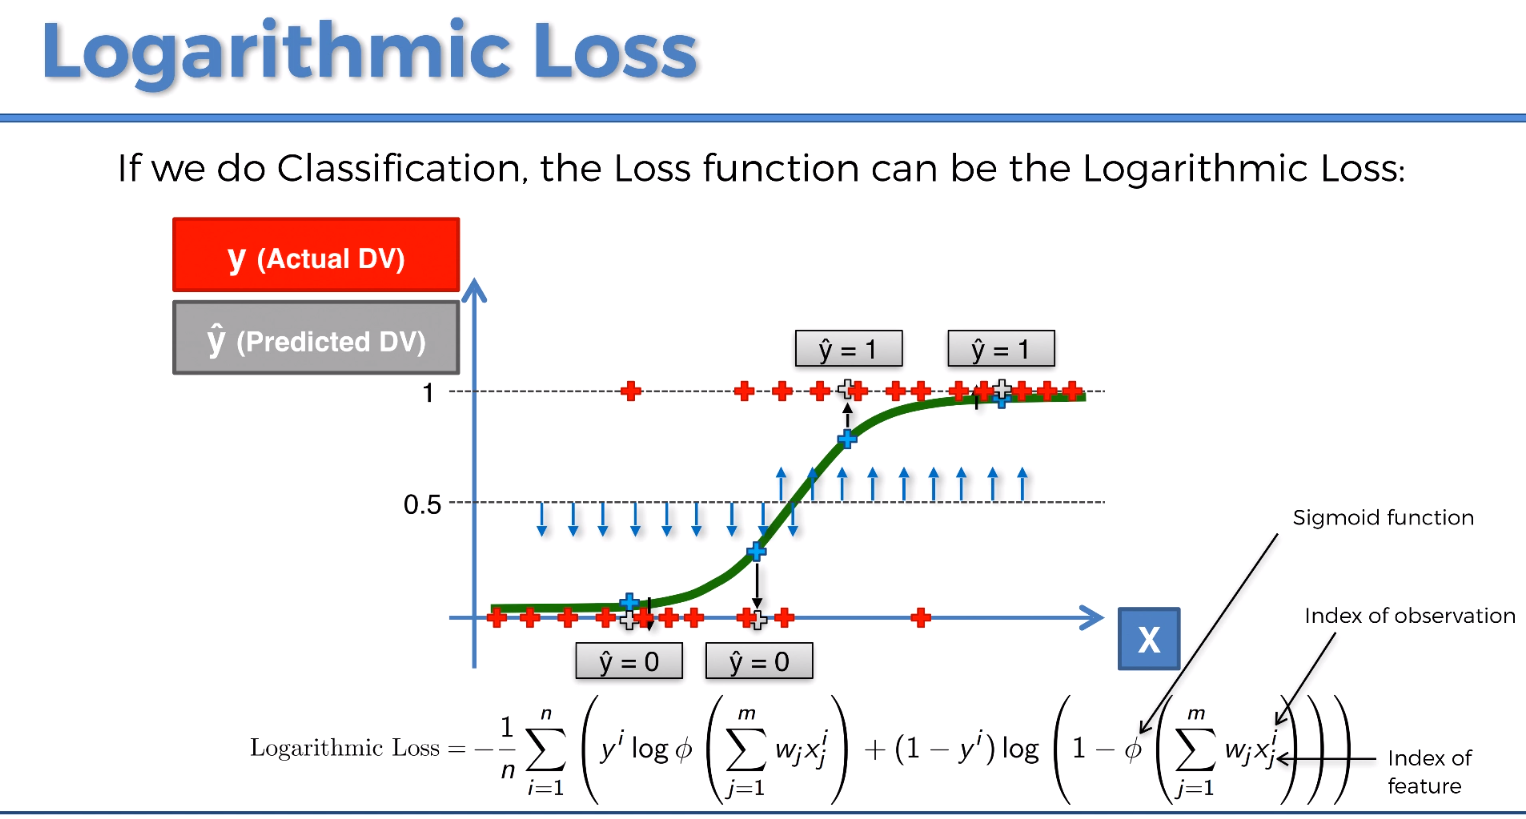 Logarithmic Loss
If we do Classification, the Loss function can be the Logarithmic Loss:
y (Actual DV)
ŷ (Predicted DV)
ŷ = 1
ŷ = 1
1
0.5
Sigmoid function
Index of observation
X
ŷ = 0
ŷ = 0
Logarithmic Loss = −\frac{1}{n} \sum_{i=1}^{n} \left( y^i \log \phi \left( \sum_{j=1}^{m} w_j x_j^i \right) + (1 − y^i) \log \left( 1 − \phi \left( \sum_{j=1}^{m} w_j x_j^i \right) \right) \right)
Index of
feature